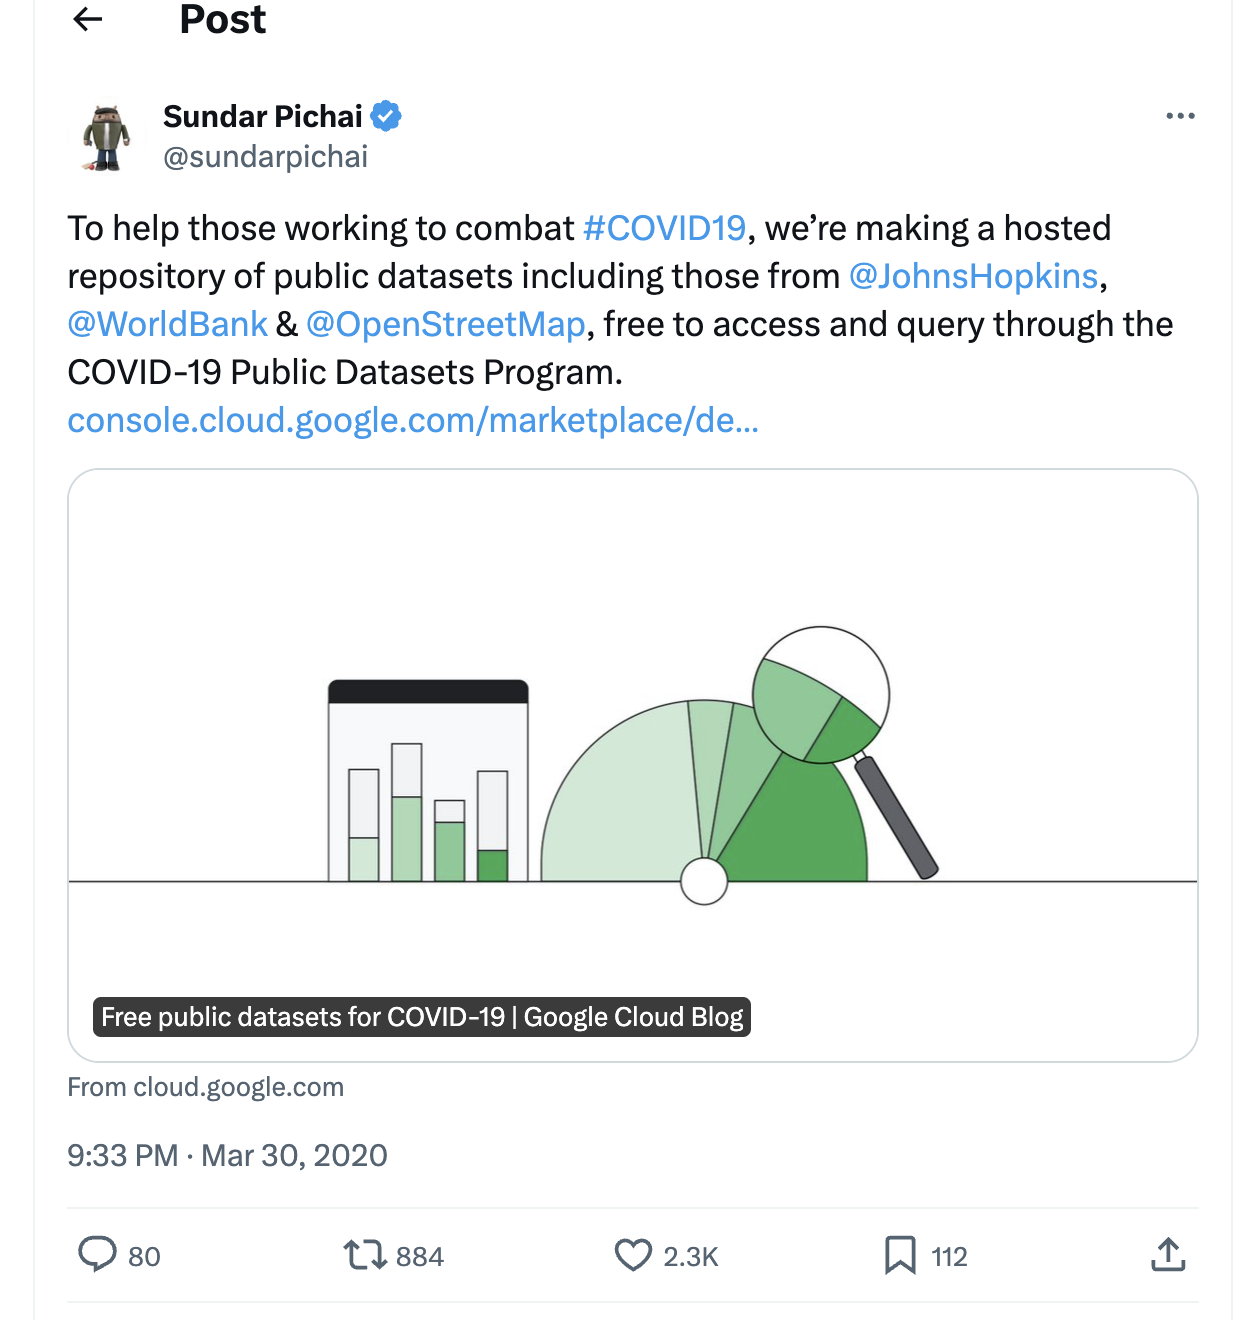 Post
Sundar Pichai
@sundarpichai
To help those working to combat #COVID19, we’re making a hosted
repository of public datasets including those from @JohnsHopkins,
@WorldBank & @OpenStreetMap, free to access and query through the
COVID-19 Public Datasets Program.
console.cloud.google.com/marketplace/de...
Free public datasets for COVID-19 | Google Cloud Blog
From cloud.google.com
9:33 PM · Mar 30, 2020
80 884 2.3K 112